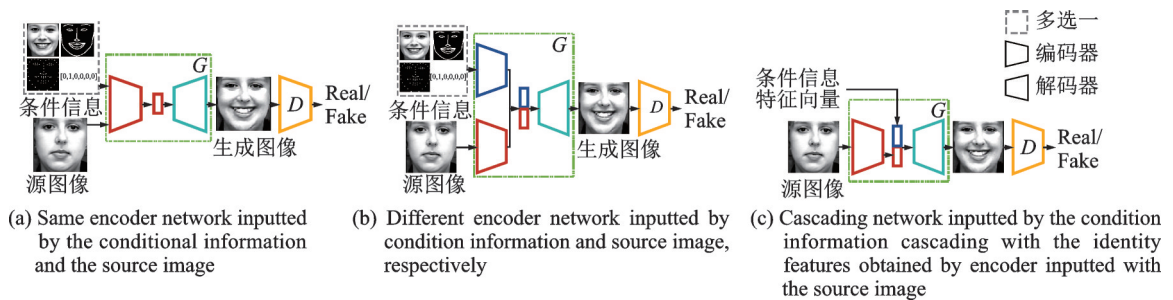 [0,1,0,0,0,0]
条件信息
源图像
G
生成图像
D
Real/
Fake
(a) Same encoder network inputted
by the conditional information
and the source image
[0,1,0,0,0,0]
条件信息
源图像
G
生成图像
D
Real/
Fake
(b) Different encoder network inputted by
condition information and source image,
respectively
多选一
编码器
解码器
条件信息
特征向量
源图像
G
D
Real/
Fake
(c) Cascading network inputted by the condition
information cascading with the identity
features obtained by encoder inputted with
the source image